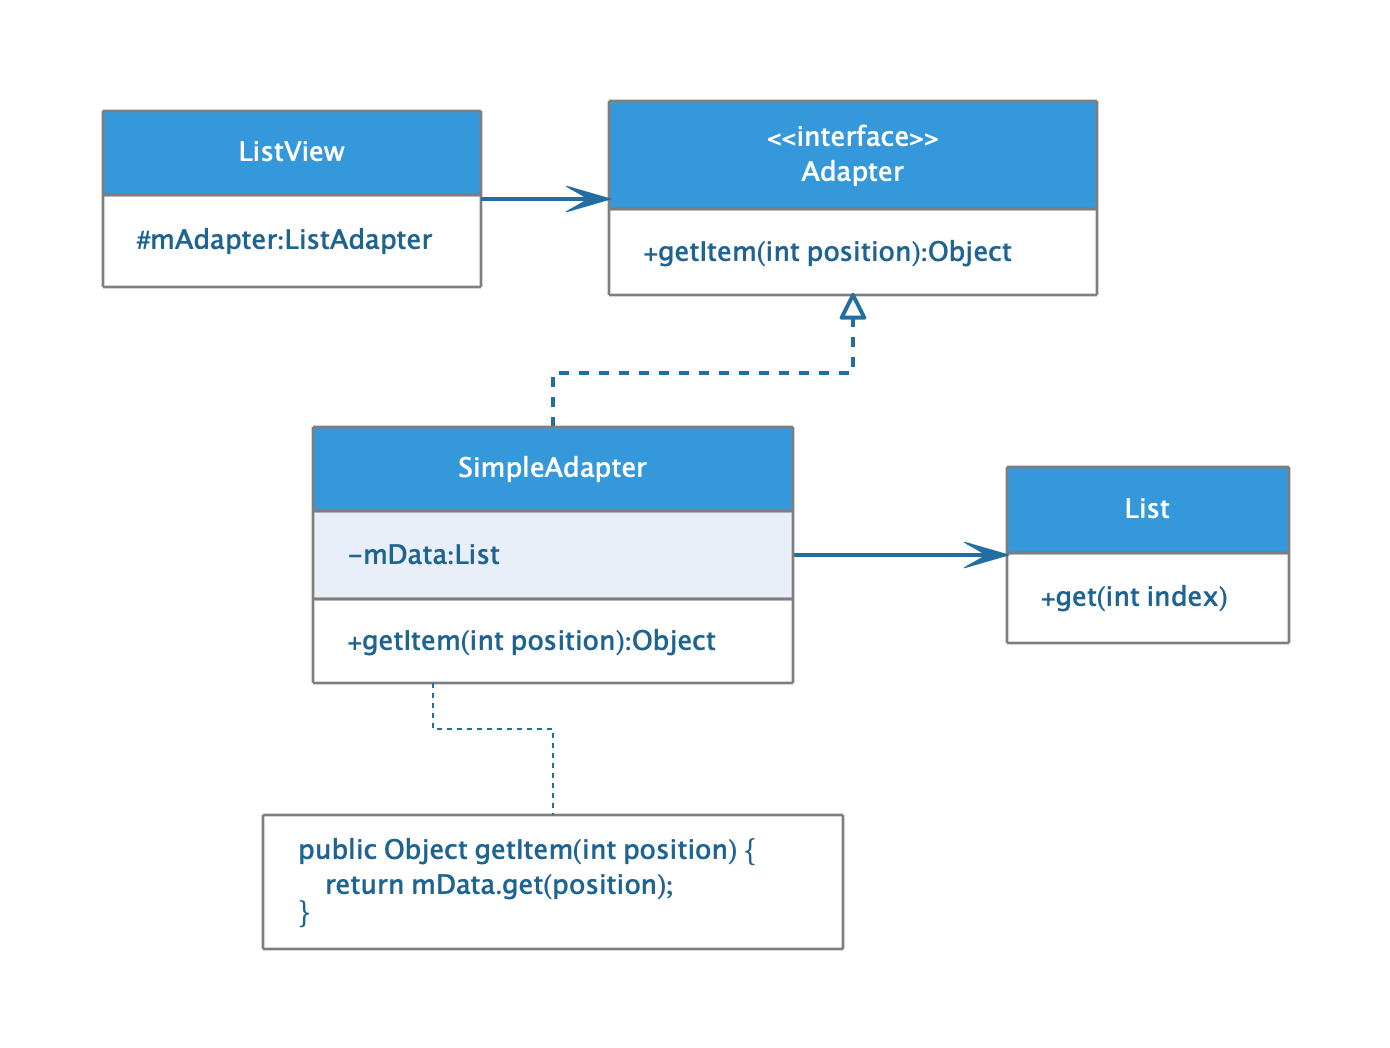 ListView
#mAdapter:ListAdapter
<<interface>>
Adapter
+getItem(int position):Object
SimpleAdapter
-mData:List
+getItem(int position):Object
List
+get(int index)
public Object getItem(int position) {
    return mData.get(position);
}